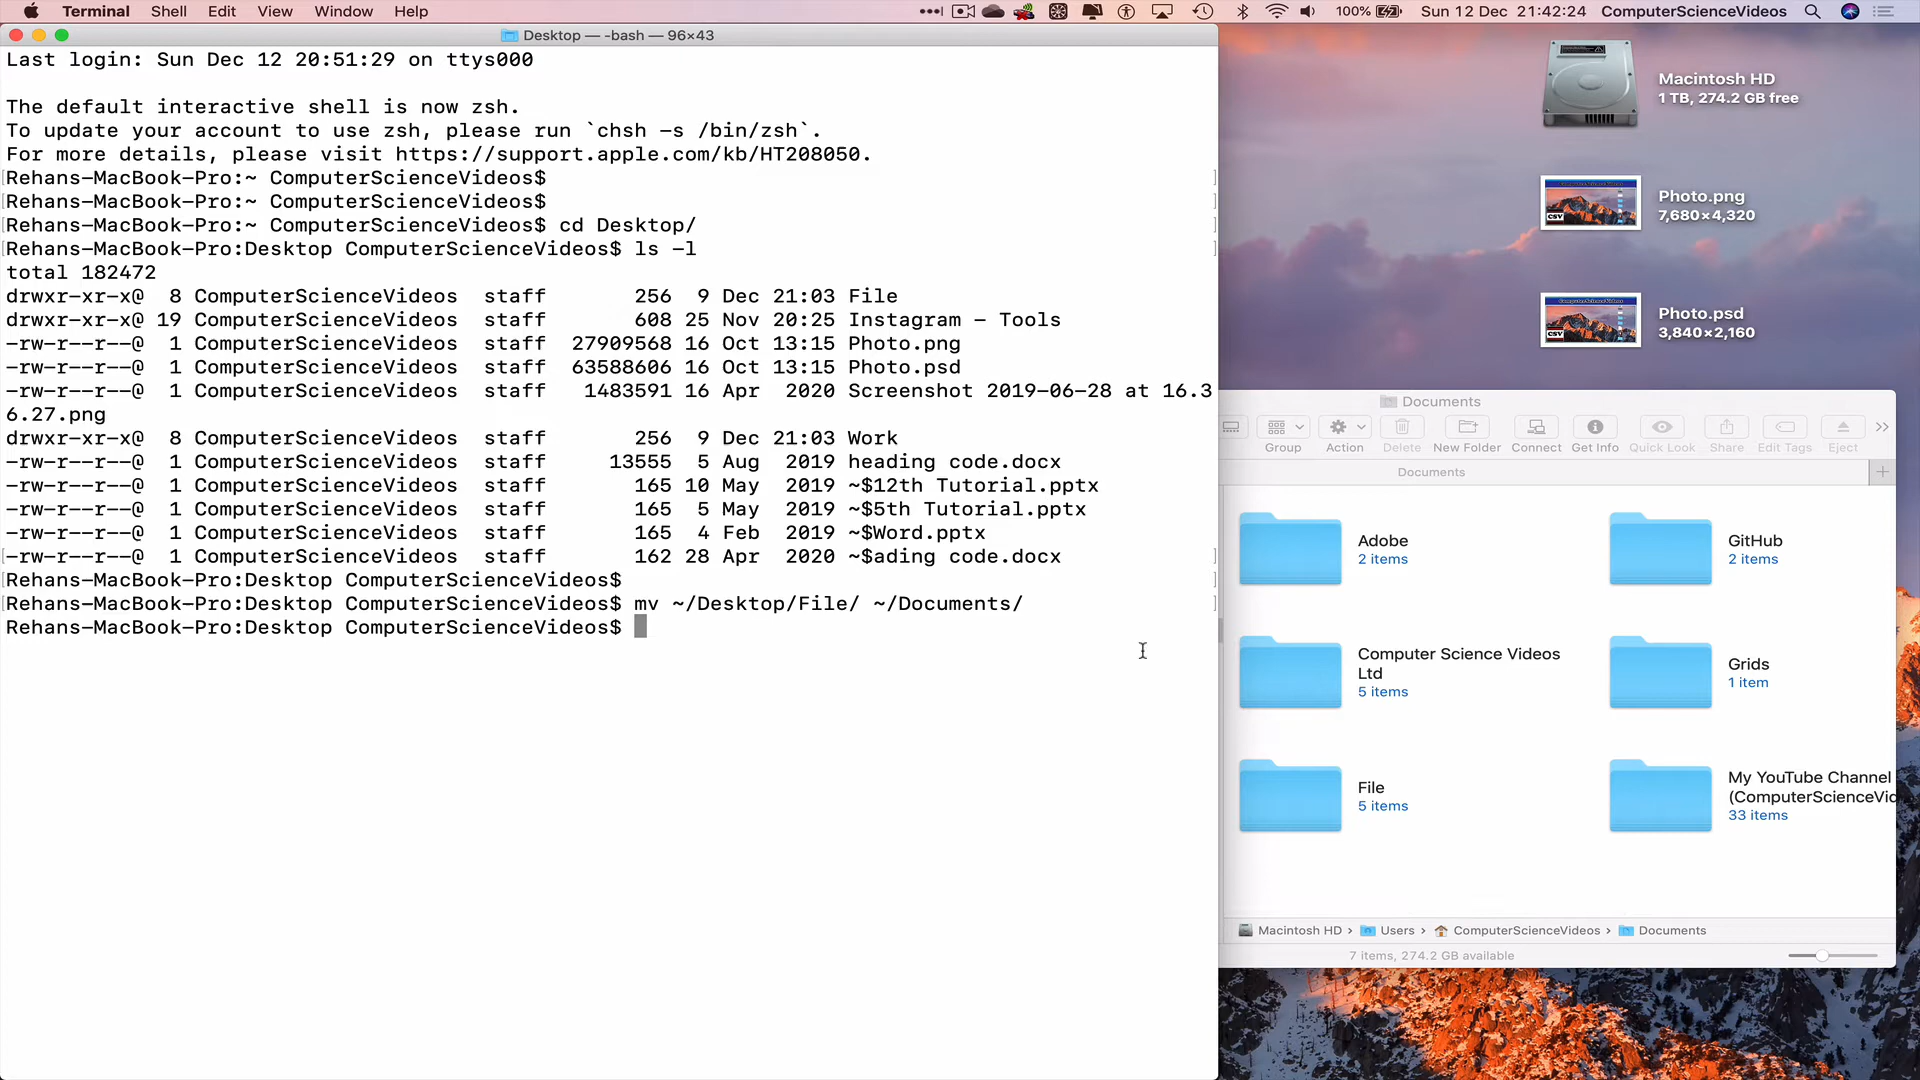 Terminal Shell Edit View Window Help 100% Sun 12 Dec 21:42:24 ComputerScienceVideos
Desktop — -bash — 96×43
Last login: Sun Dec 12 20:51:29 on ttys000
The default interactive shell is now zsh.
To update your account to use zsh, please run `chsh -s /bin/zsh`.
For more details, please visit https://support.apple.com/kb/HT208050.
Rehans-MacBook-Pro:~ ComputerScienceVideos$
Rehans-MacBook-Pro:~ ComputerScienceVideos$
Rehans-MacBook-Pro:~ ComputerScienceVideos$ cd Desktop/
Rehans-MacBook-Pro:Desktop ComputerScienceVideos$ ls -l
total 182472
drwxr-xr-x@ 8 ComputerScienceVideos staff 256 9 Dec 21:03 File
drwxr-xr-x@ 19 ComputerScienceVideos staff 608 25 Nov 20:25 Instagram - Tools
-rw-r--r--@ 1 ComputerScienceVideos staff 27909568 16 Oct 13:15 Photo.png
-rw-r--r--@ 1 ComputerScienceVideos staff 63588606 16 Oct 13:15 Photo.psd
-rw-r--r--@ 1 ComputerScienceVideos staff 1483591 16 Apr 2020 Screenshot 2019-06-28 at 16.3
6.27.png
drwxr-xr-x@ 8 ComputerScienceVideos staff 256 9 Dec 21:03 Work
-rw-r--r--@ 1 ComputerScienceVideos staff 13555 5 Aug 2019 heading code.docx
-rw-r--r--@ 1 ComputerScienceVideos staff 165 10 May 2019 ~$12th Tutorial.pptx
-rw-r--r--@ 1 ComputerScienceVideos staff 165 5 May 2019 ~$5th Tutorial.pptx
-rw-r--r--@ 1 ComputerScienceVideos staff 165 4 Feb 2019 ~$Word.pptx
-rw-r--r--@ 1 ComputerScienceVideos staff 162 28 Apr 2020 ~$ading code.docx
Rehans-MacBook-Pro:Desktop ComputerScienceVideos$
Rehans-MacBook-Pro:Desktop ComputerScienceVideos$ mv ~/Desktop/File/ ~/Documents/
Rehans-MacBook-Pro:Desktop ComputerScienceVideos$
Macintosh HD
1 TB, 274.2 GB free
Photo.png
7,680×4,320
CSV
Photo.psd
3,840×2,160
CSV
Documents
Group Action Delete New Folder Connect Get Info Quick Look Share Edit Tags Eject
Documents
Adobe
2 items
GitHub
2 items
Computer Science Videos
Ltd
5 items
Grids
1 item
File
5 items
My YouTube Channel
(ComputerScienceVid
33 items
Macintosh HD › Users › ComputerScienceVideos › Documents
7 items, 274.2 GB available